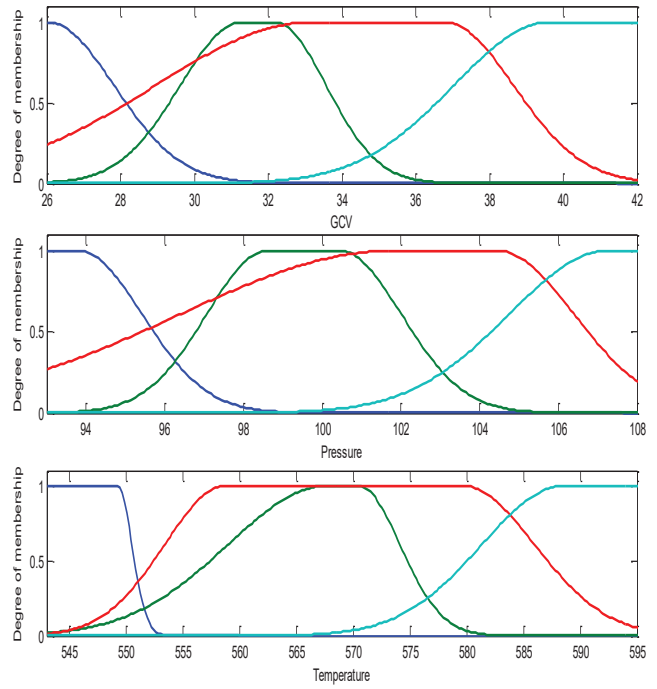 Degree of membership
1
0.5
0
26 28 30 32 34 36 38 40 42
GCV
Degree of membership
1
0.5
0
94 96 98 100 102 104 106 108
Pressure
Degree of membership
1
0.5
0
545 550 555 560 565 570 575 580 585 590 595
Temperature